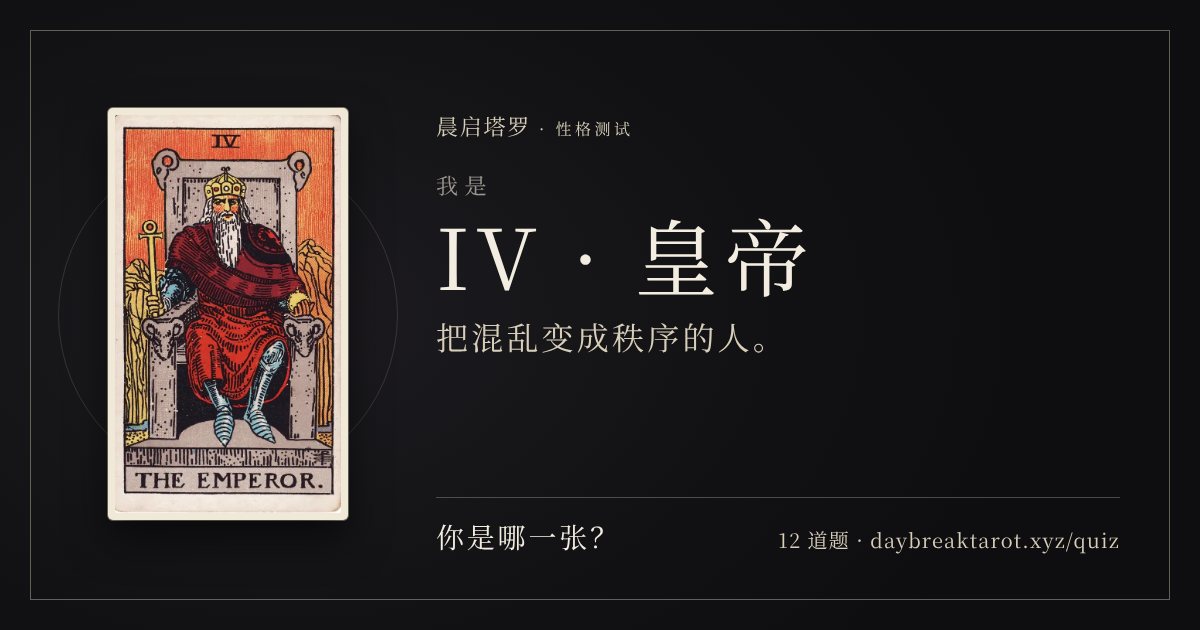 IV
THE EMPEROR.
晨启塔罗 · 性格测试
我是
IV · 皇帝
把混乱变成秩序的人。
你是哪一张？
12 道题 · daybreaktarot.xyz/quiz